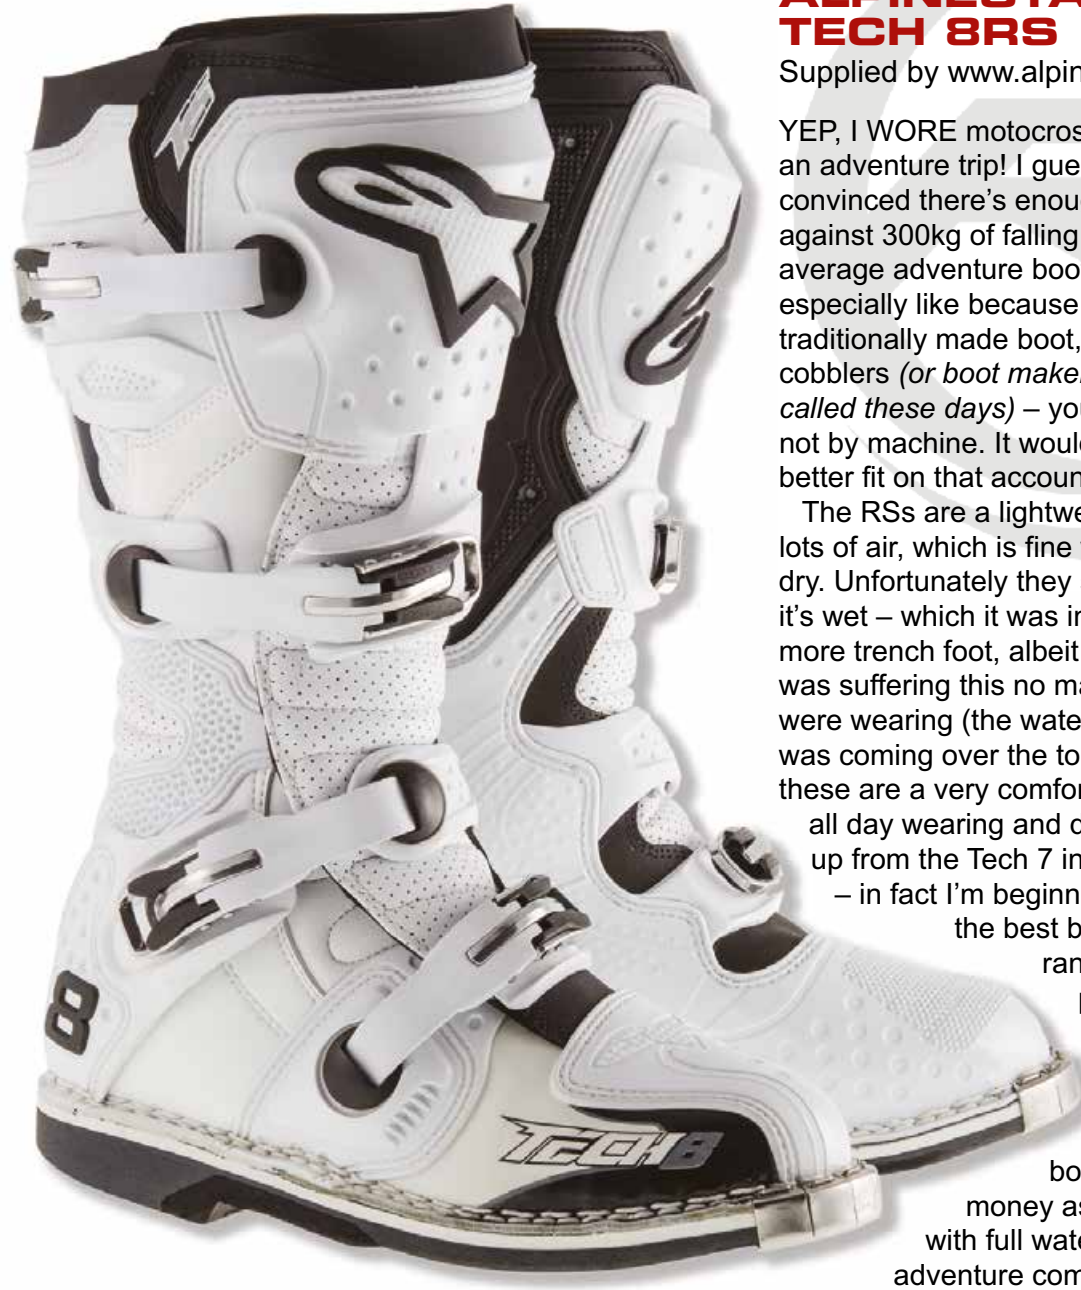 TECH 8RS
Supplied by www.alpin
YEP, I WORE motocros
an adventure trip! I gue
convinced there’s enou
against 300kg of falling
average adventure boo
especially like because
traditionally made boot,
cobblers (or boot maker
called these days) – you
not by machine. It would
better fit on that accoun
The RSs are a lightwe
lots of air, which is fine
dry. Unfortunately they
it’s wet – which it was in
more trench foot, albeit
was suffering this no ma
were wearing (the wate
was coming over the to
these are a very comfor
all day wearing and
up from the Tech 7 in
– in fact I’m beginn
the best b
ran
bo
money as
with full wate
adventure com
RS
8
TECH8